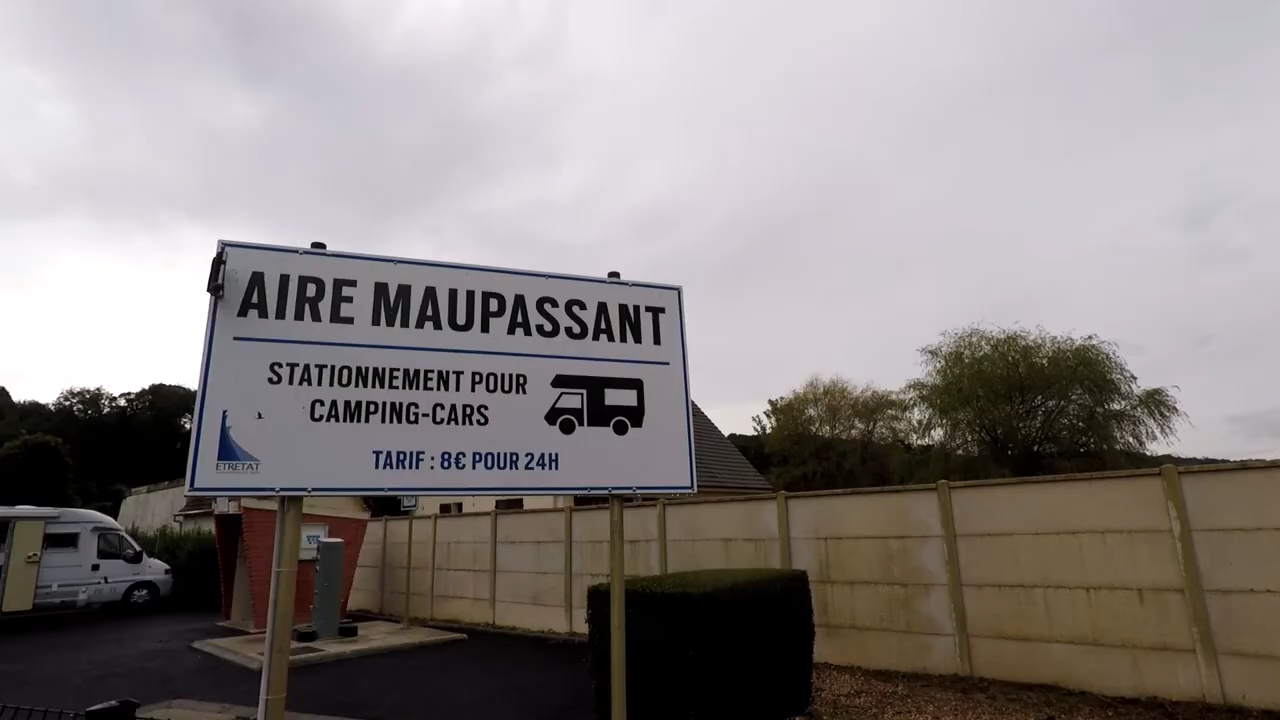 AIRE MAUPASSANT
STATIONNEMENT POUR
CAMPING-CARS
TARIF : 8€ POUR 24H
ETRETAT